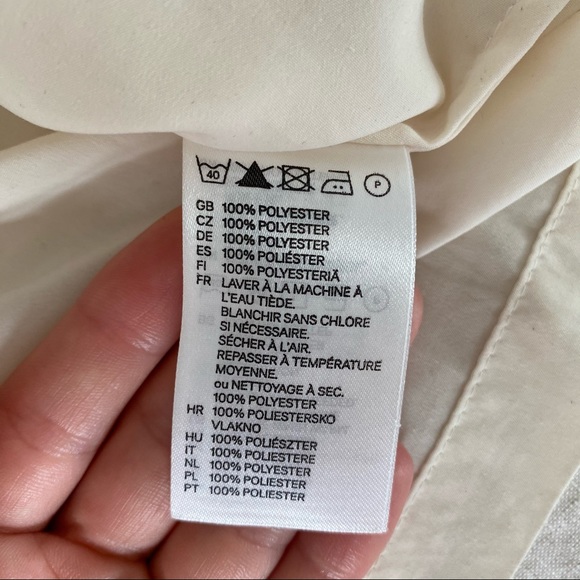 40 P
GB 100% POLYESTER
CZ 100% POLYESTER
DE 100% POLYESTER
ES 100% POLIÉSTER
FI 100% POLYESTERIÄ
FR LAVER À LA MACHINE À
L'EAU TIÈDE.
BLANCHIR SANS CHLORE
SI NÉCESSAIRE.
SÉCHER À L'AIR.
REPASSER À TEMPÉRATURE
MOYENNE.
ou NETTOYAGE À SEC.
100% POLYESTER
HR 100% POLIESTERSKO
VLAKNO
HU 100% POLIÉSZTER
IT 100% POLIESTERE
NL 100% POLYESTER
PL 100% POLIESTER
PT 100% POLIESTER